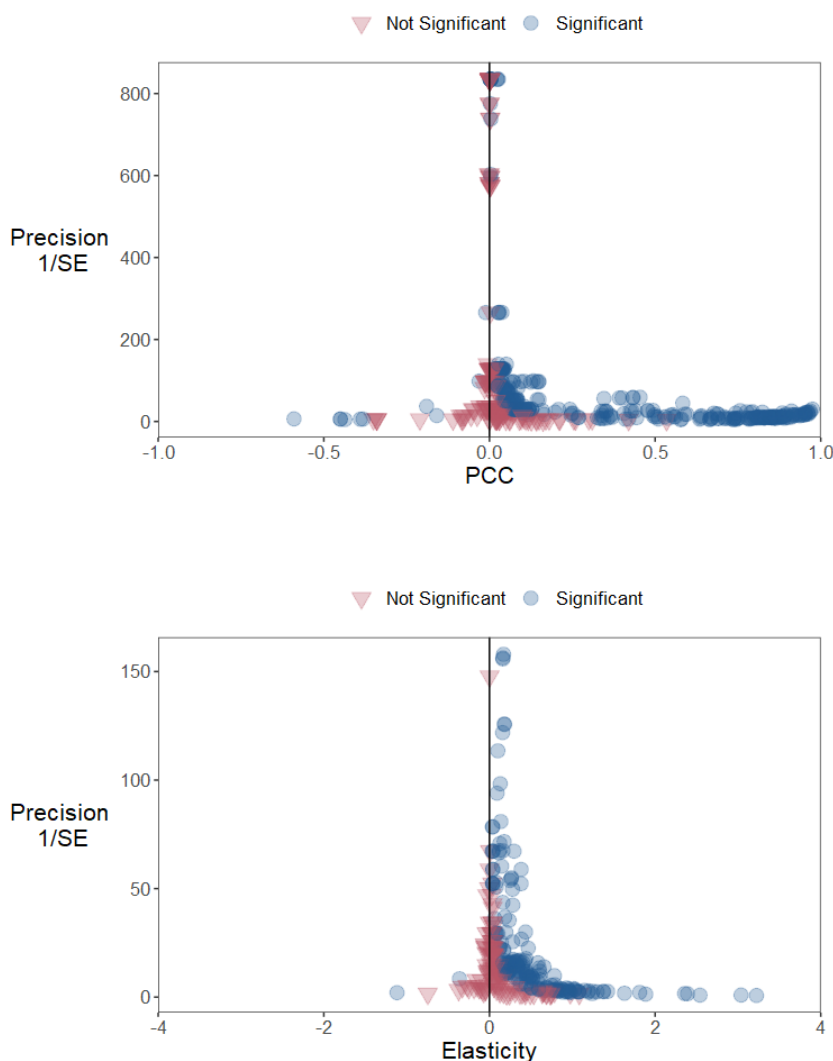 Not Significant Significant
800
600
Precision
1/SE
400
200
0
-1.0 -0.5 0.0 0.5 1.0
PCC
Not Significant Significant
150
100
Precision
1/SE
50
0
-4 -2 0 2 4
Elasticity